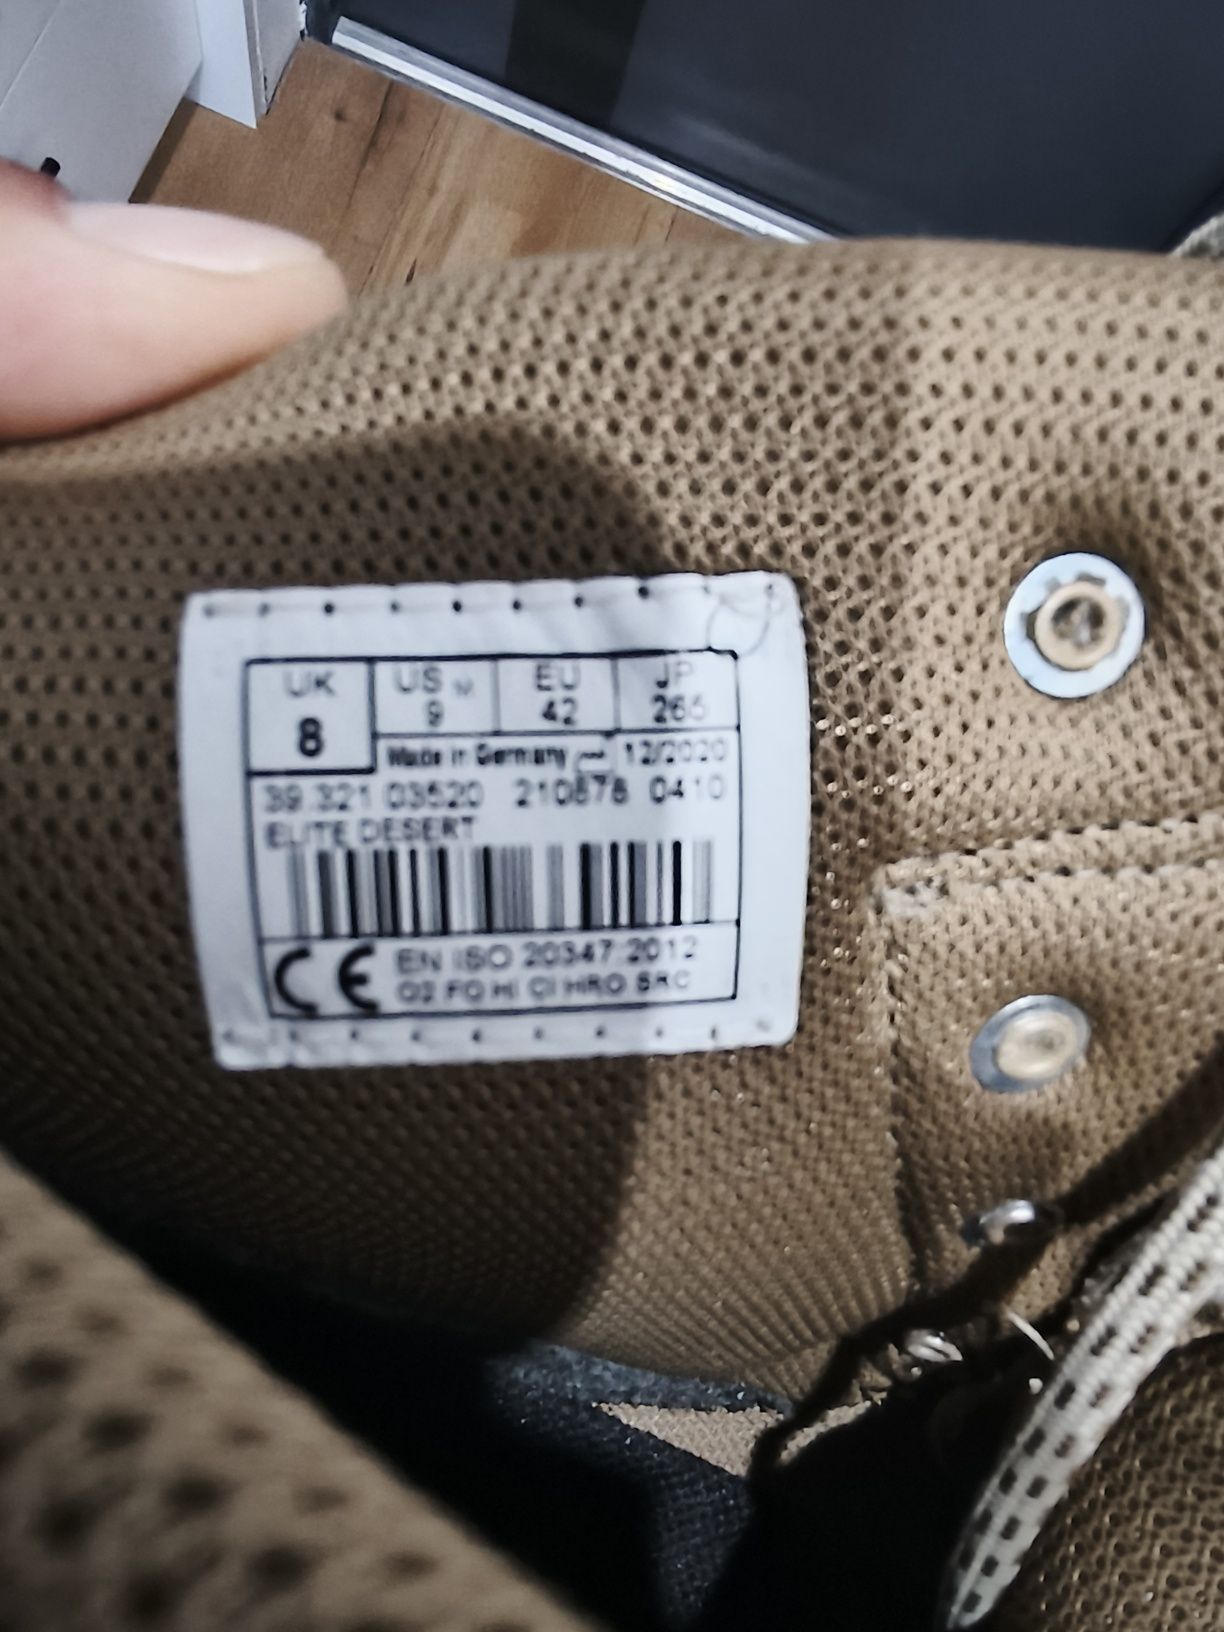 UK US M EU JP
8 9 42 265
Made in Germany 12/2020
39.321 03520 210878 0410
ELITE DESERT
CE EN ISO 20347:2012
O2 FO HI CI HRO SRC